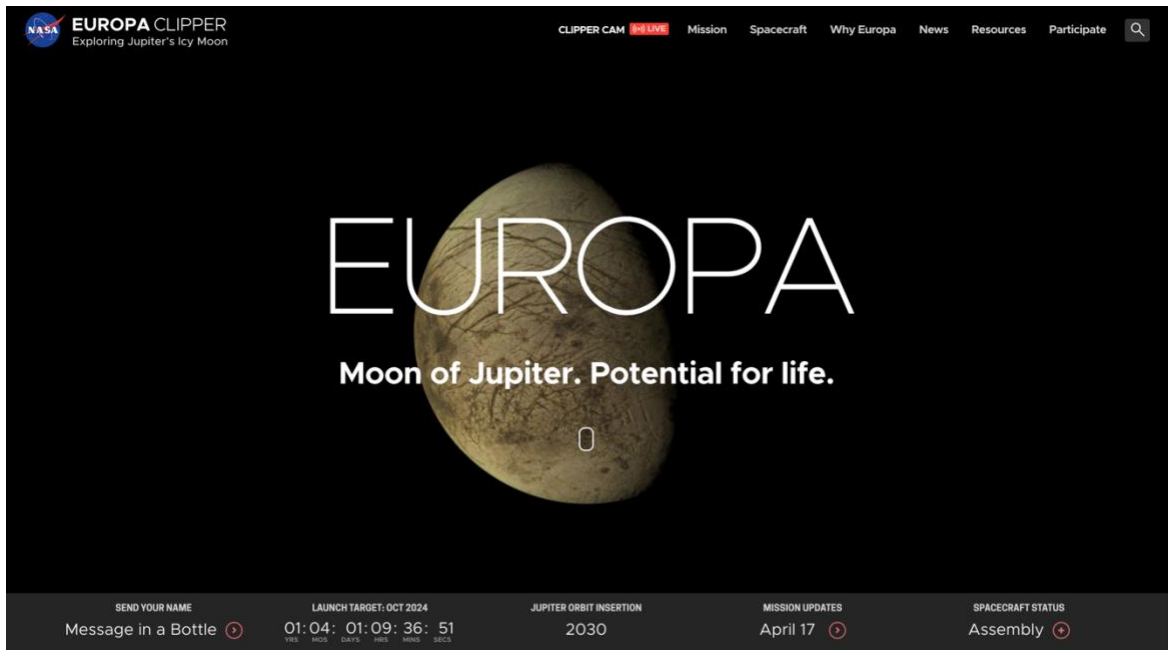 NASA
EUROPA CLIPPER
Exploring Jupiter's Icy Moon
CLIPPER CAM LIVE Mission Spacecraft Why Europa News Resources Participate
EUROPA
Moon of Jupiter. Potential for life.
SEND YOUR NAME
Message in a Bottle
LAUNCH TARGET: OCT 2024
01:04: 01:09: 36: 51
YRS MOS DAYS HRS MINS SECS
JUPITER ORBIT INSERTION
2030
MISSION UPDATES
April 17
SPACECRAFT STATUS
Assembly